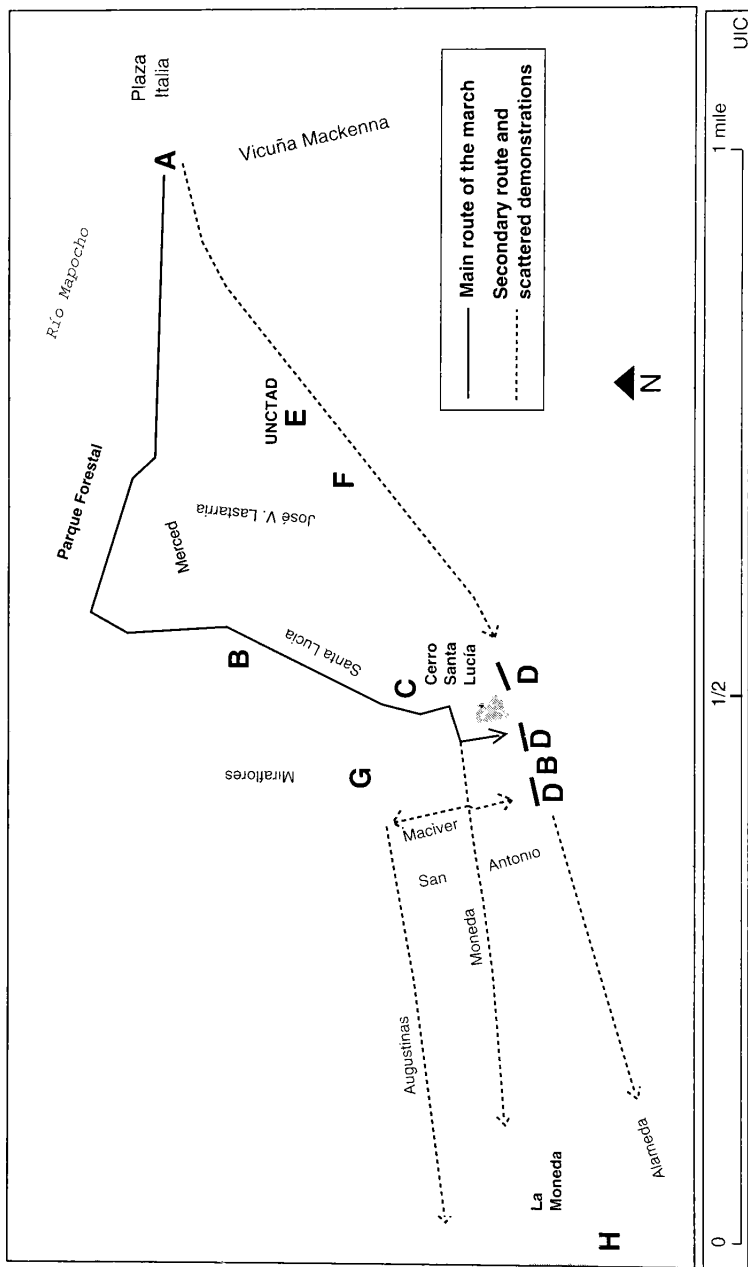 Río Mapocho
Plaza
Italia
A
Vicuña Mackenna
Parque Forestal
Merced
José V. Lastarria
UNCTAD
E
F
B
Santa Lucía
C
Cerro
Santa
Lucía
Miraflores
G
D
D
B
D
Maciver
San
Antonio
Augustinas
Moneda
Alameda
La
Moneda
H
Main route of the march
Secondary route and
scattered demonstrations
N
0
1/2
1 mile
UIC